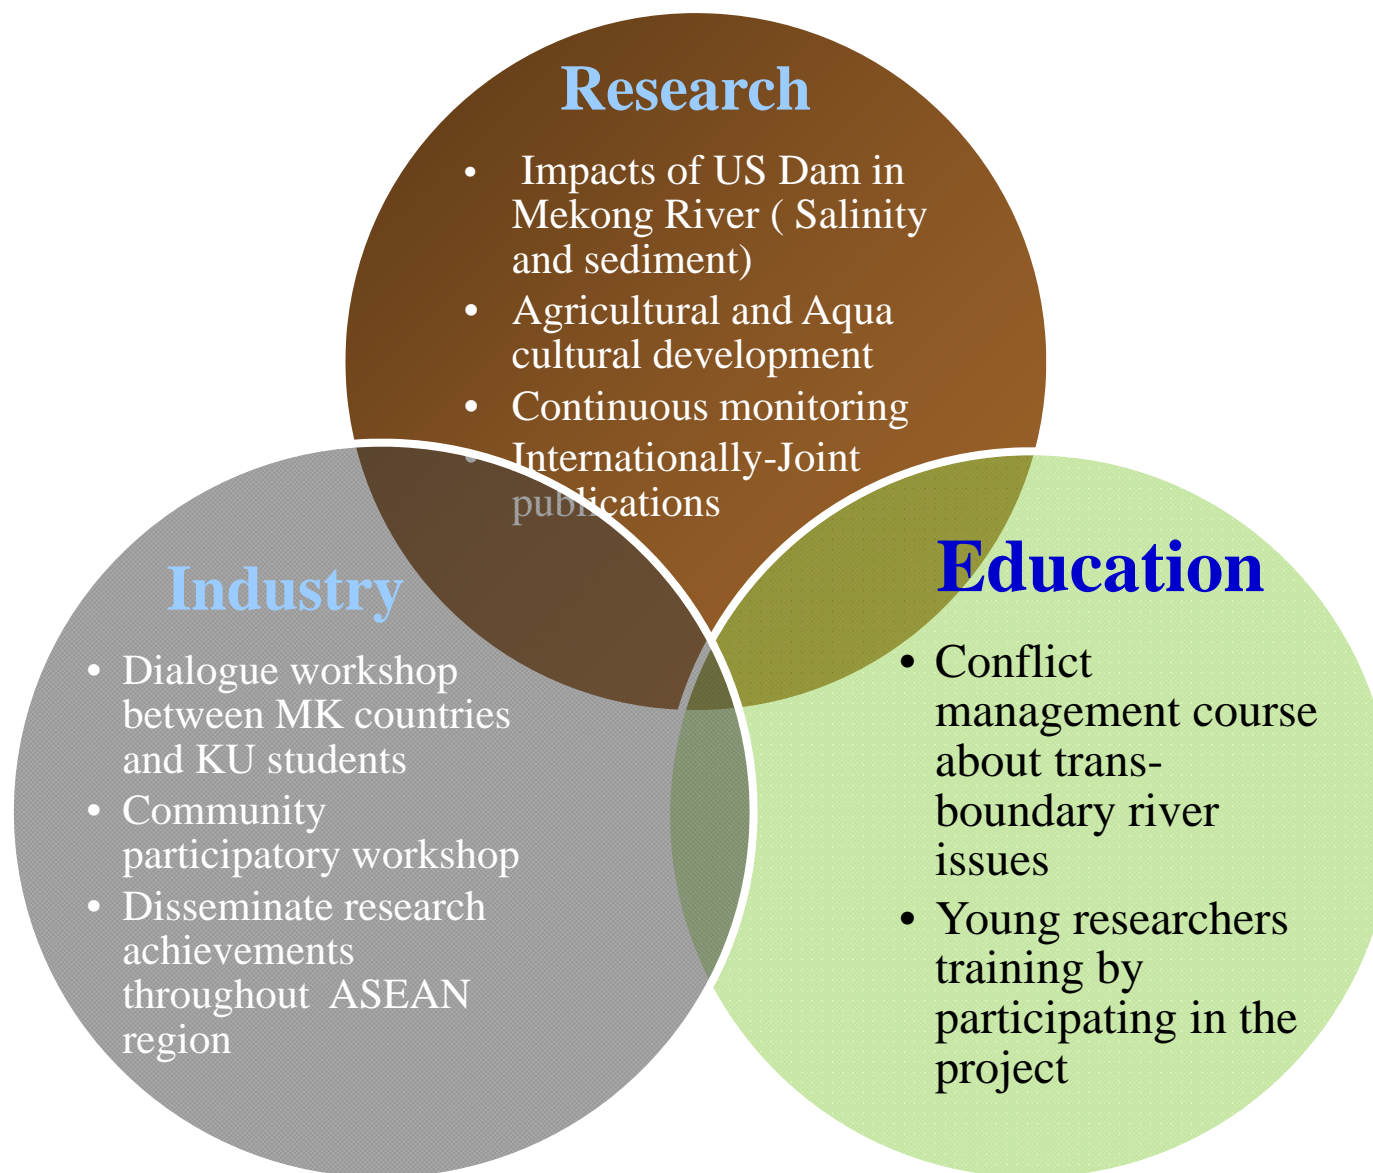 Research
• Impacts of US Dam in
Mekong River ( Salinity
and sediment)
• Agricultural and Aqua
cultural development
• Continuous monitoring
• Internationally-Joint
publications
Industry
• Dialogue workshop
between MK countries
and KU students
• Community
participatory workshop
• Disseminate research
achievements
throughout ASEAN
region
Education
• Conflict
management course
about trans-
boundary river
issues
• Young researchers
training by
participating in the
project